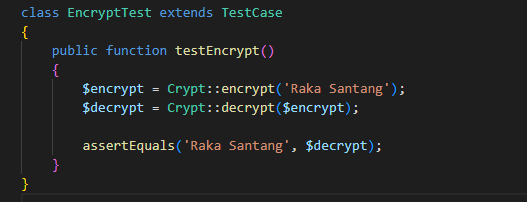 class EncryptTest extends TestCase
{
    public function testEncrypt()
    {
        $encrypt = Crypt::encrypt('Raka Santang');
        $decrypt = Crypt::decrypt($encrypt);

        assertEquals('Raka Santang', $decrypt);
    }
}